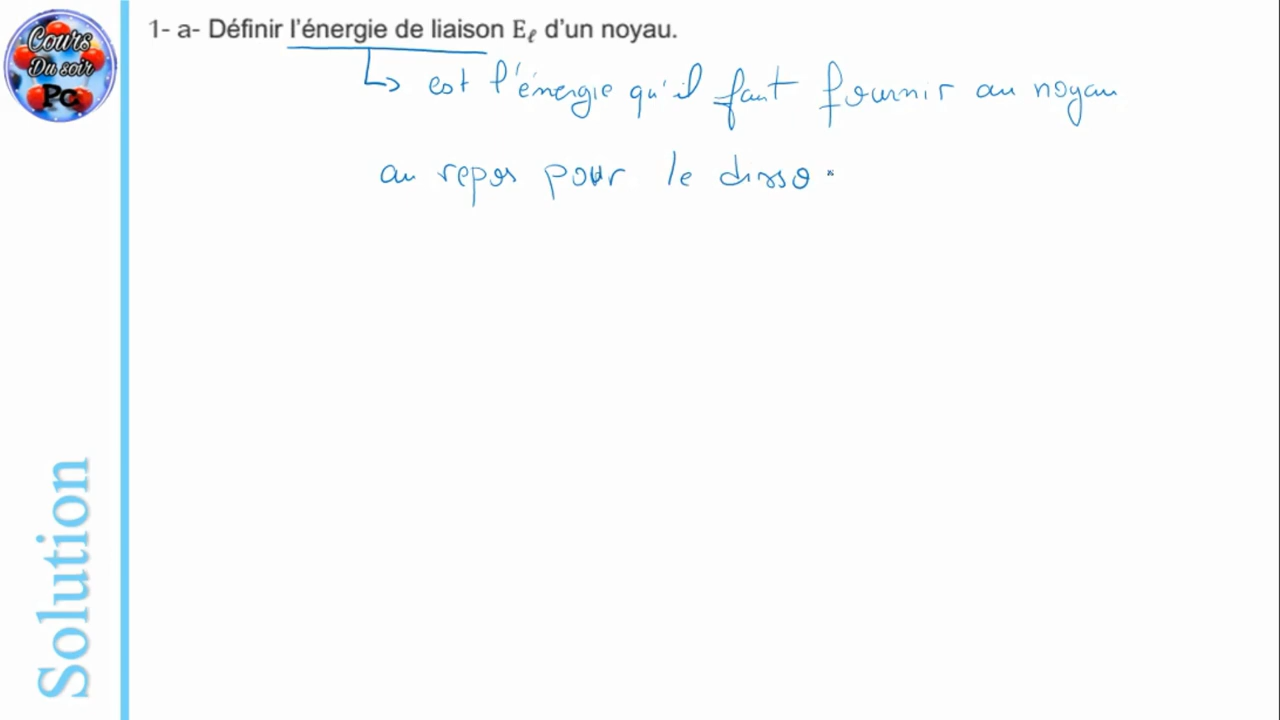 Cours
Du soir
PC
1- a- Définir l'énergie de liaison Eℓ d'un noyau.
est l'énergie qu'il faut fournir au noyau
au repos pour le disso
Solution